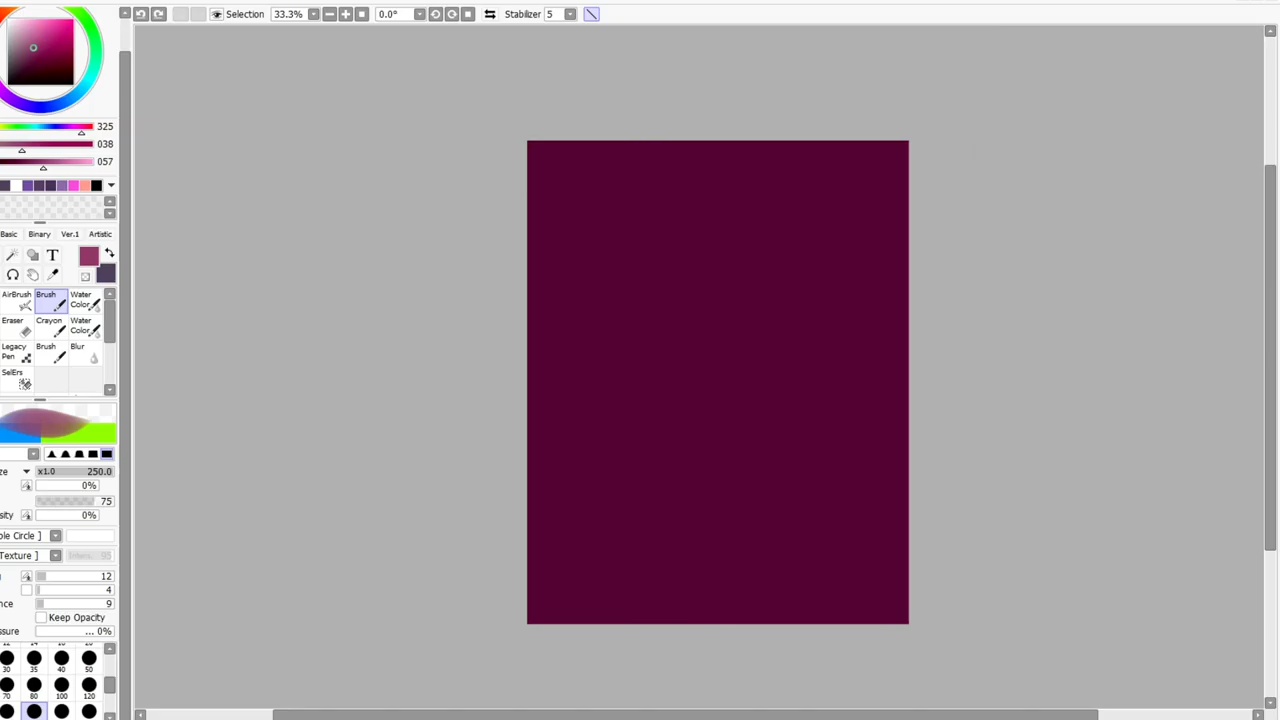 Selection 33.3% 0.0° Stabilizer 5
325
038
057
Basic Binary Ver.1 Artistic
T
AirBrush Brush Water Color
Eraser Crayon Water Color
Legacy Pen Brush Blur
SelErs
ze x1.0 250.0
0%
75
sity 0%
ple Circle ]
Texture ] 95
12
4
nce 9
Keep Opacity
ssure ... 0%
30 35 40 50
70 80 100 120